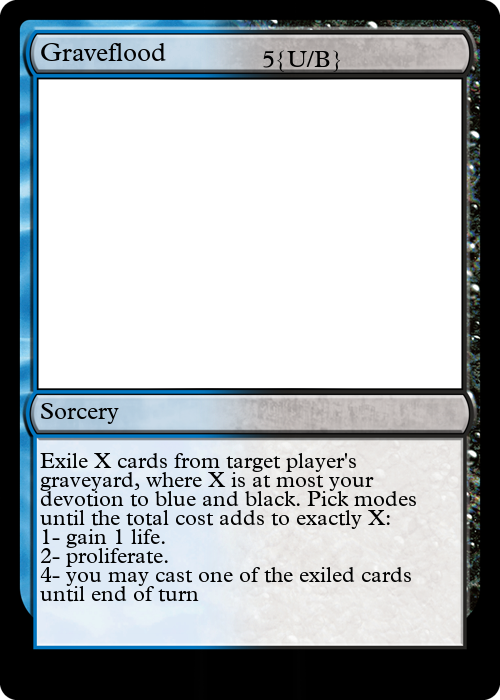 Graveflood 5{U/B}
Sorcery
Exile X cards from target player's
graveyard, where X is at most your
devotion to blue and black. Pick modes
until the total cost adds to exactly X:
1- gain 1 life.
2- proliferate.
4- you may cast one of the exiled cards
until end of turn